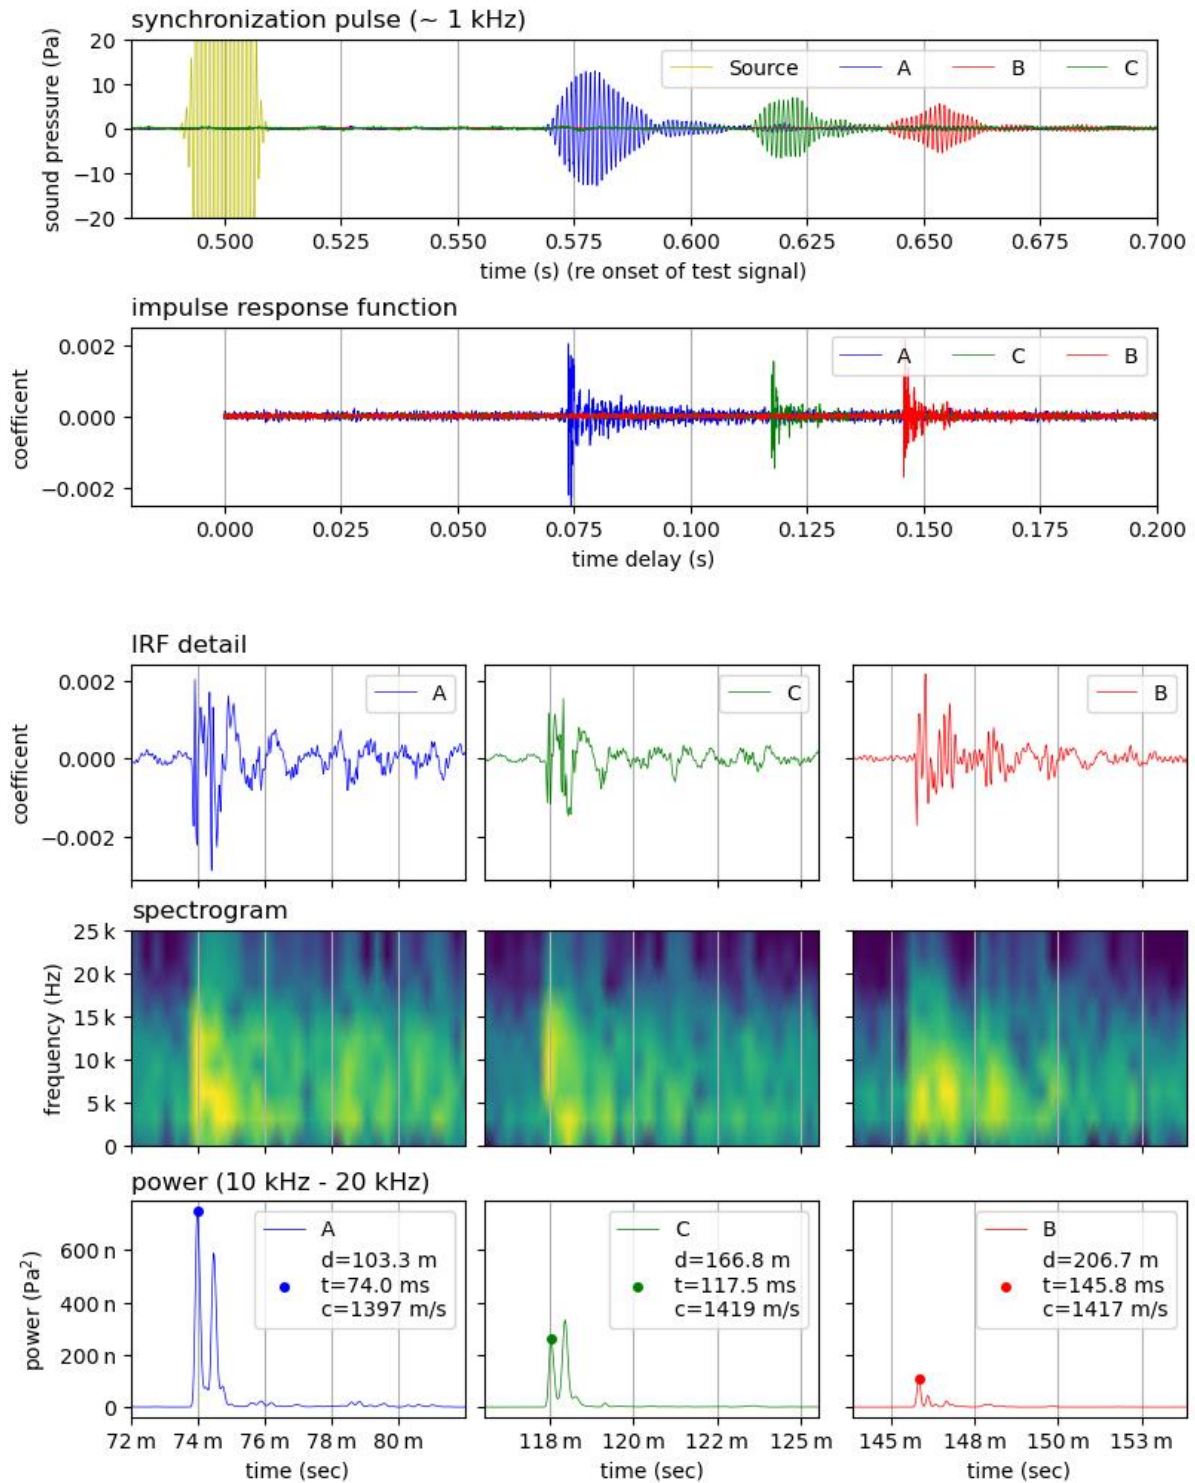 synchronization pulse (~ 1 kHz)
sound pressure (Pa)
20
10
0
−10
−20
Source A B C
0.500 0.525 0.550 0.575 0.600 0.625 0.650 0.675 0.700
time (s) (re onset of test signal)
impulse response function
coefficent
0.002
0.000
−0.002
A C B
0.000 0.025 0.050 0.075 0.100 0.125 0.150 0.175 0.200
time delay (s)
IRF detail
coefficent
0.002
0.000
−0.002
A
C
B
spectrogram
frequency (Hz)
25 k
20 k
15 k
10 k
5 k
0
power (10 kHz - 20 kHz)
power (Pa²)
600 n
400 n
200 n
0
A
d=103.3 m
t=74.0 ms
c=1397 m/s
C
d=166.8 m
t=117.5 ms
c=1419 m/s
B
d=206.7 m
t=145.8 ms
c=1417 m/s
72 m 74 m 76 m 78 m 80 m
118 m 120 m 122 m 125 m
145 m 148 m 150 m 153 m
time (sec)
time (sec)
time (sec)